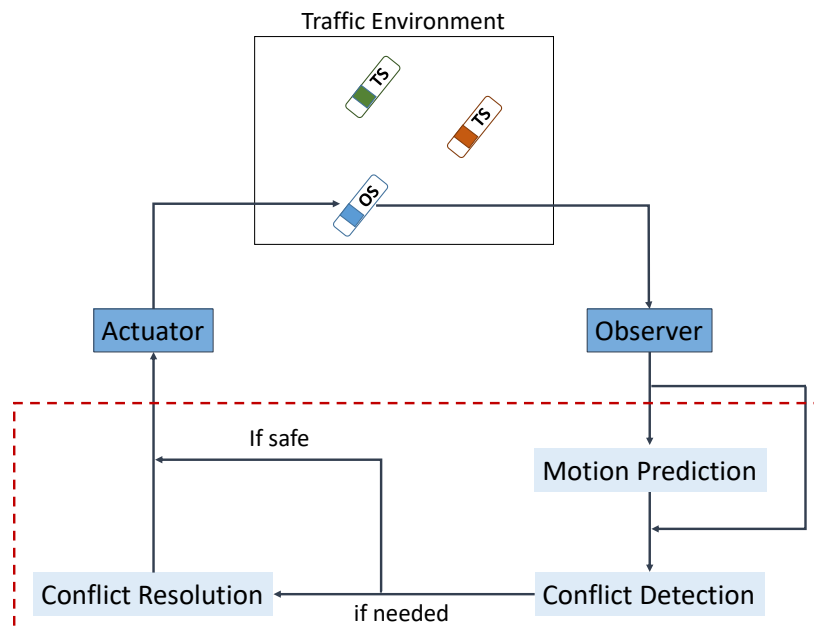 Traffic Environment
TS
TS
OS
Actuator
Observer
If safe
Motion Prediction
Conflict Resolution
if needed
Conflict Detection